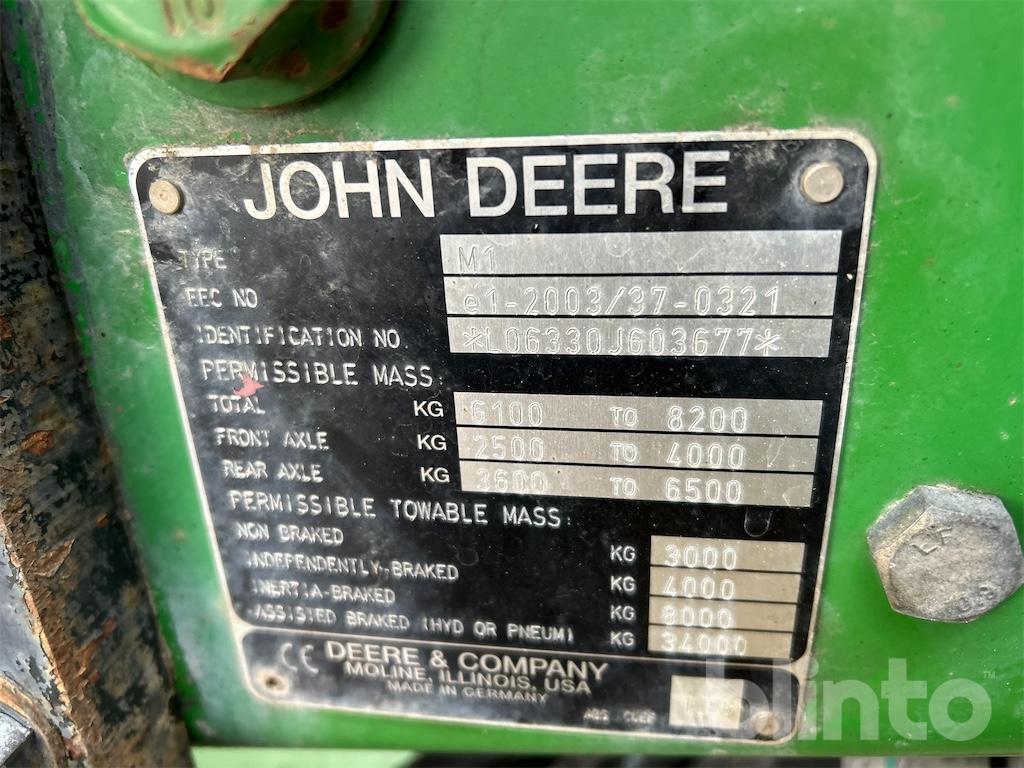 JOHN DEERE
TYPE M1
EEC NO e1-2003/37-0321
IDENTIFICATION NO. *L06330J603677*
PERMISSIBLE MASS:
TOTAL KG 6100 TO 8200
FRONT AXLE KG 2500 TO 4000
REAR AXLE KG 3600 TO 6500
PERMISSIBLE TOWABLE MASS:
NON BRAKED KG 3000
INDEPENDENTLY-BRAKED KG 4000
INERTIA-BRAKED KG 8000
ASSISTED BRAKED (HYD OR PNEUM) KG 34000
CE DEERE & COMPANY
MOLINE, ILLINOIS, USA
MADE IN GERMANY
blinto™